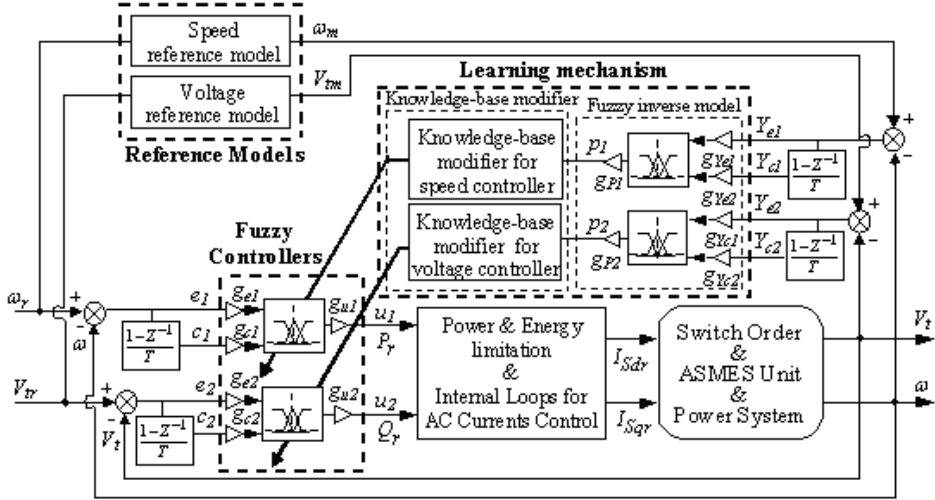 Speed
reference model
ω_m
Voltage
reference model
V_tm
Reference Models
Learning mechanism
Knowledge-base modifier
Fuzzzy inverse model
Knowledge-base
modifier for
speed controller
p_1
g_P1
g_Ye1
Y_e1
Y_c1
1-Z^-1
T
+
-
g_Ye2
Y_e2
Knowledge-base
modifier for
voltage controller
p_2
g_P2
g_Yc1
Y_c2
g_Yc2
1-Z^-1
T
+
-
Fuzzy
Controllers
ω_r
+
-
ω
e_1
g_e1
c_1
g_c1
1-Z^-1
T
g_u1
u_1
P_r
V_tr
+
-
V_t
e_2
g_e2
c_2
g_c2
1-Z^-1
T
g_u2
u_2
Q_r
Power & Energy
limitation
&
Internal Loops for
AC Currents Control
I_Sdr
I_Sqr
Switch Order
&
ASMES Unit
&
Power System
V_t
ω